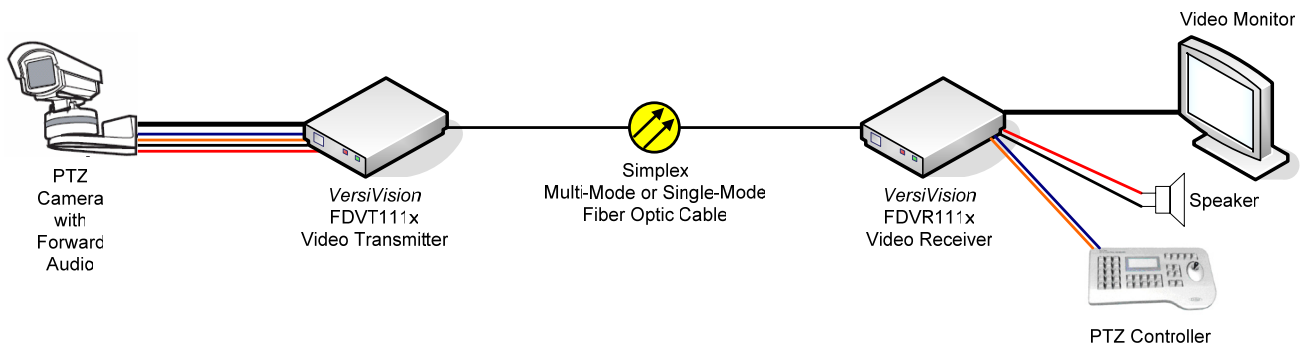 Video Monitor
PTZ
Camera
with
Forward
Audio
VersiVision
FDVT111x
Video Transmitter
Simplex
Multi-Mode or Single-Mode
Fiber Optic Cable
VersiVision
FDVR111x
Video Receiver
Speaker
PTZ Controller